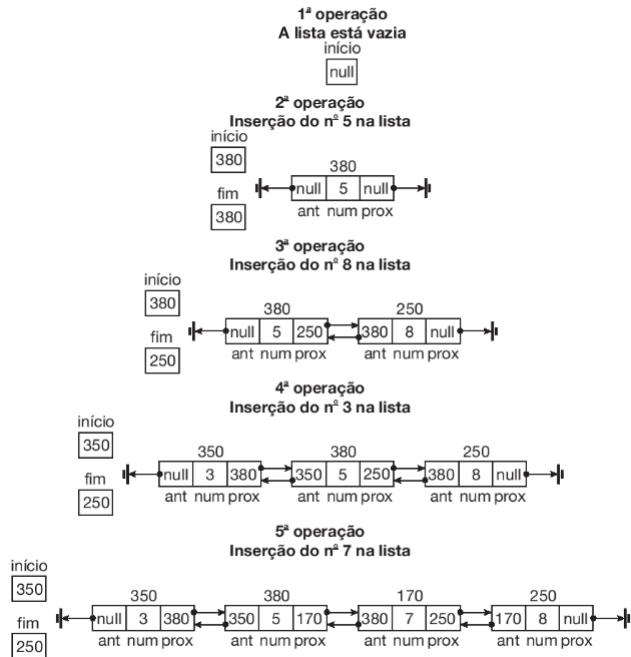 1ª operação
A lista está vazia
início
null
2ª operação
Inserção do nº 5 na lista
início
380
fim
380
380
null 5 null
ant num prox
3ª operação
Inserção do nº 8 na lista
início
380
fim
250
380 250
null 5 250 380 8 null
ant num prox ant num prox
4ª operação
Inserção do nº 3 na lista
início
350
fim
250
350 380 250
null 3 380 350 5 250 380 8 null
ant num prox ant num prox ant num prox
5ª operação
Inserção do nº 7 na lista
início
350
fim
250
350 380 170 250
null 3 380 350 5 170 380 7 250 170 8 null
ant num prox ant num prox ant num prox ant num prox